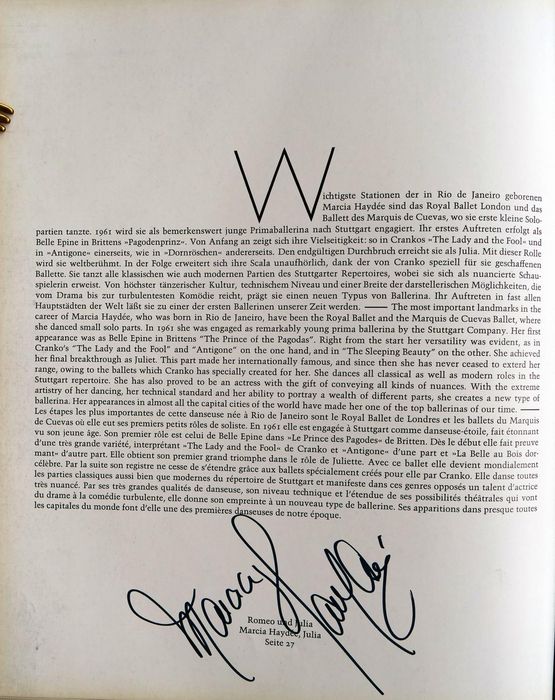 Wichtigste Stationen der in Rio de Janeiro geborenen
Marcia Haydée sind das Royal Ballet London und das
Ballett des Marquis de Cuevas, wo sie erste kleine Solo-
partien tanzte. 1961 wird sie als bemerkenswert junge Primaballerina nach Stuttgart engagiert. Ihr erstes Auftreten erfolgt als
Belle Epine in Brittens »Pagodenprinz«. Von Anfang an zeigt sich ihre Vielseitigkeit: so in Crankos »The Lady and the Fool« und
in »Antigone« einerseits, wie in »Dornröschen« andererseits. Den endgültigen Durchbruch erreicht sie als Julia. Mit dieser Rolle
wird sie weltberühmt. In der Folge erweitert sich ihre Scala unaufhörlich, dank der von Cranko speziell für sie geschaffenen
Ballette. Sie tanzt alle klassischen wie auch modernen Partien des Stuttgarter Repertoires, wobei sie sich als nuancierte Schau-
spielerin erweist. Von höchster tänzerischer Kultur, technischem Niveau und einer Breite der darstellerischen Möglichkeiten, die
vom Drama bis zur turbulentesten Komödie reicht, prägt sie einen neuen Typus von Ballerina. Ihr Auftreten in fast allen
Hauptstädten der Welt läßt sie zu einer der ersten Ballerinen unserer Zeit werden. — The most important landmarks in the
career of Marcia Haydée, who was born in Rio de Janeiro, have been the Royal Ballet and the Marquis de Cuevas Ballet, where
she danced small solo parts. In 1961 she was engaged as remarkably young prima ballerina by the Stuttgart Company. Her first
appearance was as Belle Epine in Brittens "The Prince of the Pagodas". Right from the start her versatility was evident, as in
Cranko's "The Lady and the Fool" and "Antigone" on the one hand, and in "The Sleeping Beauty" on the other. She achieved
her final breakthrough as Juliet. This part made her internationally famous, and since then she has never ceased to extend her
range, owing to the ballets which Cranko has specially created for her. She dances all classical as well as modern roles in the
Stuttgart repertoire. She has also proved to be an actress with the gift of conveying all kinds of nuances. With the extreme
artistry of her dancing, her technical standard and her ability to portray a wealth of different parts, she creates a new type of
ballerina. Her appearances in almost all the capital cities of the world have made her one of the top ballerinas of our time. —
Les étapes les plus importantes de cette danseuse née à Rio de Janeiro sont le Royal Ballet de Londres et les ballets du Marquis
de Cuevas où elle eut ses premiers petits rôles de soliste. En 1961 elle est engagée à Stuttgart comme danseuse-étoile, fait étonnant
vu son jeune âge. Son premier rôle est celui de Belle Epine dans »Le Prince des Pagodes« de Britten. Dès le début elle fait preuve
d'une très grande variété, interprétant »The Lady and the Fool« de Cranko et »Antigone« d'une part et »La Belle au Bois dor-
mant« d'autre part. Elle obtient son premier grand triomphe dans le rôle de Juliette. Avec ce ballet elle devient mondialement
célèbre. Par la suite son registre ne cesse de s'étendre grâce aux ballets spécialement créés pour elle par Cranko. Elle danse toutes
les parties classiques aussi bien que modernes du répertoire de Stuttgart et manifeste dans ces genres opposés un talent d'actrice
très nuancé. Par ses très grandes qualités de danseuse, son niveau technique et l'étendue de ses possibilités théâtrales qui vont
du drame à la comédie turbulente, elle donne son empreinte à un nouveau type de ballerine. Ses apparitions dans presque toutes
les capitales du monde font d'elle une des premières danseuses de notre époque.
Marcia Haydée
Romeo und Julia
Marcia Haydée, Julia
Seite 27